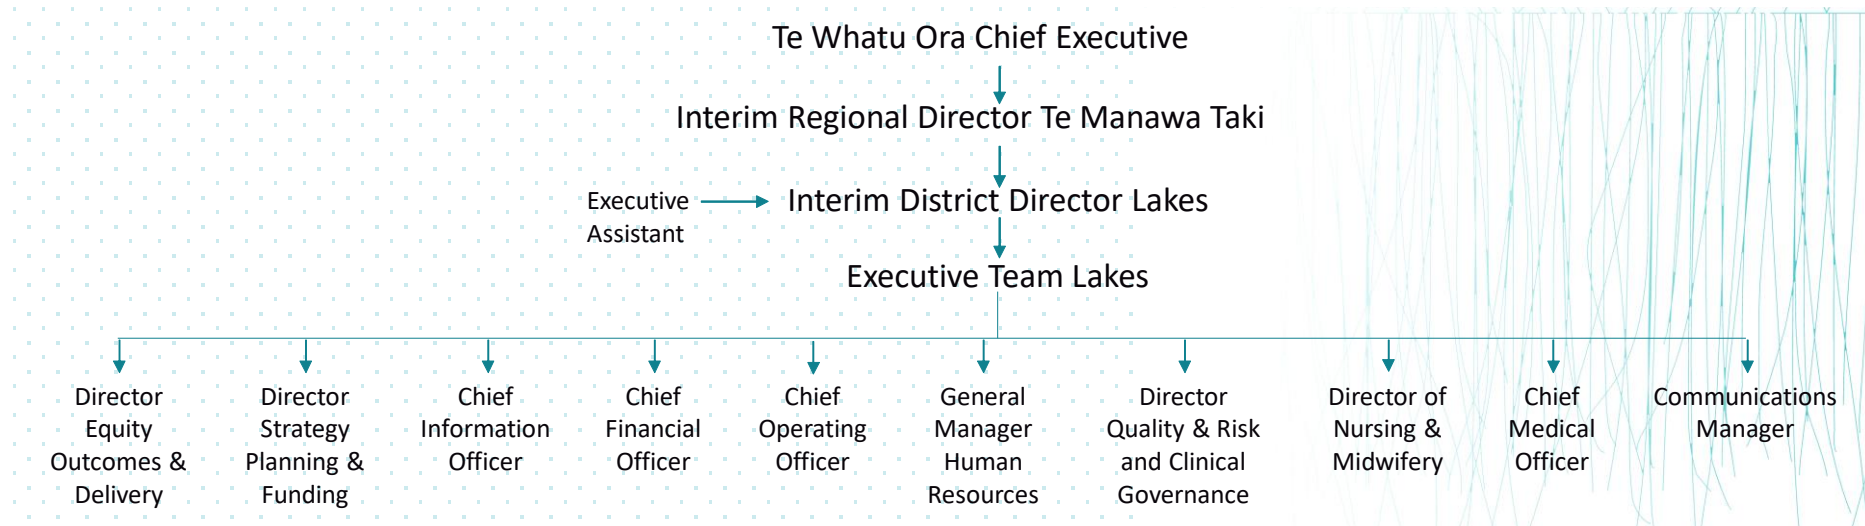 Te Whatu Ora Chief Executive
Interim Regional Director Te Manawa Taki
Executive
Assistant
Interim District Director Lakes
Executive Team Lakes
Director
Equity
Outcomes &
Delivery
Director
Strategy
Planning &
Funding
Chief
Information
Officer
Chief
Financial
Officer
Chief
Operating
Officer
General
Manager
Human
Resources
Director
Quality & Risk
and Clinical
Governance
Director of
Nursing &
Midwifery
Chief
Medical
Officer
Communications
Manager